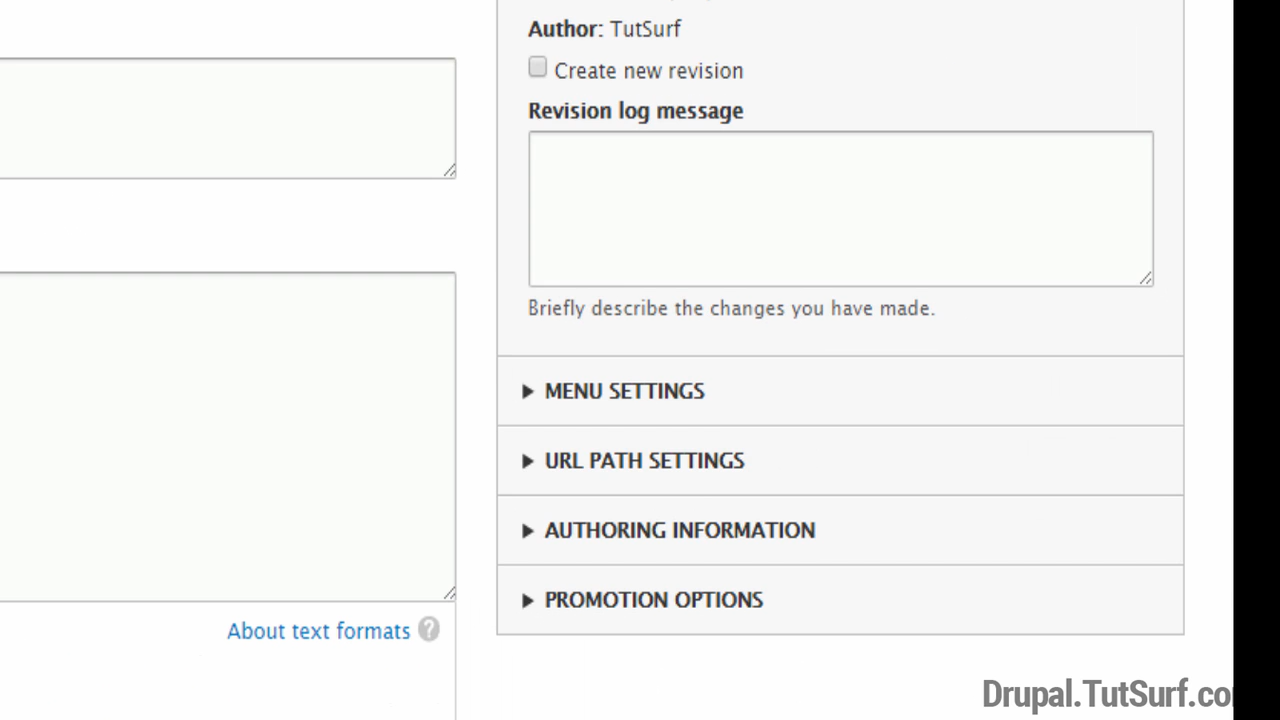 Author: TutSurf
Create new revision
Revision log message
Briefly describe the changes you have made.
MENU SETTINGS
URL PATH SETTINGS
AUTHORING INFORMATION
PROMOTION OPTIONS
About text formats ?
Drupal.TutSurf.co